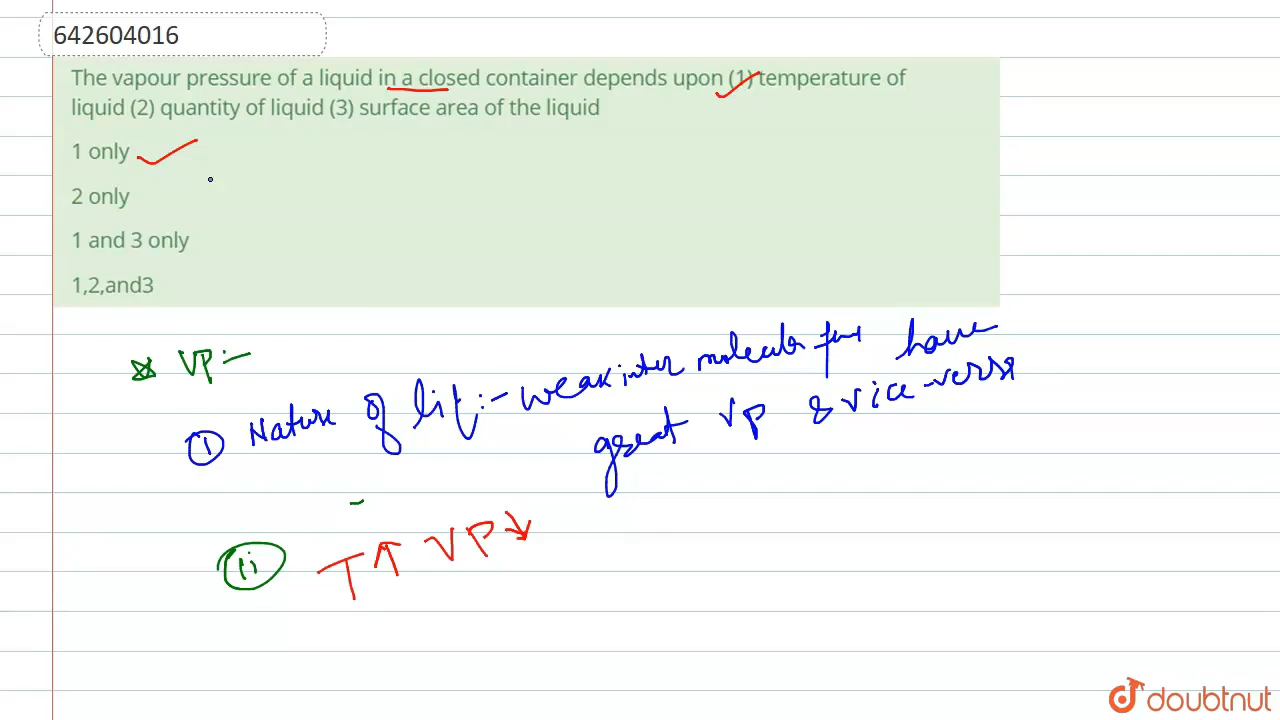 642604016
The vapour pressure of a liquid in a closed container depends upon (1) temperature of
liquid (2) quantity of liquid (3) surface area of the liquid
1 only
2 only
1 and 3 only
1,2,and3
VP:-
(1) Nature of liq:- weak inter molecular have
great VP & vice-versa
(ii) T↑ VP↓
doubtnut